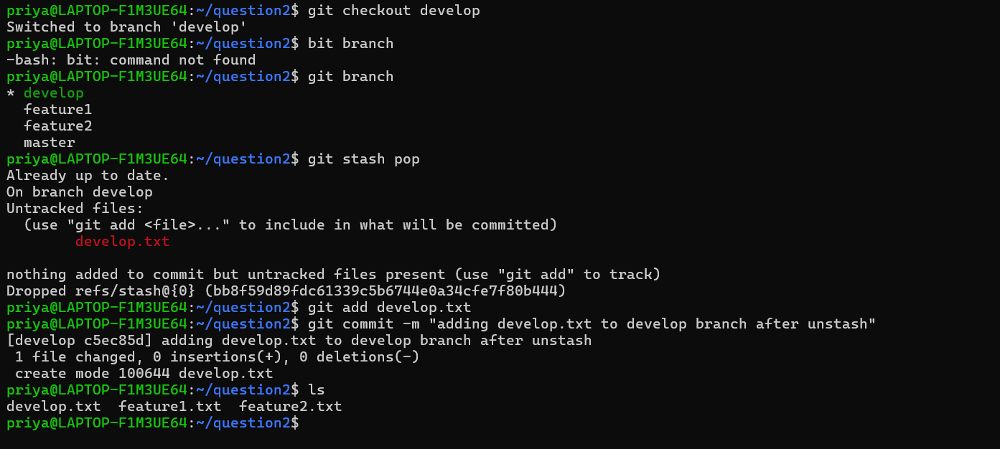 priya@LAPTOP-F1M3UE64:~/question2$ git checkout develop
Switched to branch 'develop'
priya@LAPTOP-F1M3UE64:~/question2$ bit branch
-bash: bit: command not found
priya@LAPTOP-F1M3UE64:~/question2$ git branch
* develop
  feature1
  feature2
  master
priya@LAPTOP-F1M3UE64:~/question2$ git stash pop
Already up to date.
On branch develop
Untracked files:
  (use "git add <file>..." to include in what will be committed)
        develop.txt

nothing added to commit but untracked files present (use "git add" to track)
Dropped refs/stash@{0} (bb8f59d89fdc61339c5b6744e0a34cfe7f80b444)
priya@LAPTOP-F1M3UE64:~/question2$ git add develop.txt
priya@LAPTOP-F1M3UE64:~/question2$ git commit -m "adding develop.txt to develop branch after unstash"
[develop c5ec85d] adding develop.txt to develop branch after unstash
 1 file changed, 0 insertions(+), 0 deletions(-)
 create mode 100644 develop.txt
priya@LAPTOP-F1M3UE64:~/question2$ ls
develop.txt  feature1.txt  feature2.txt
priya@LAPTOP-F1M3UE64:~/question2$